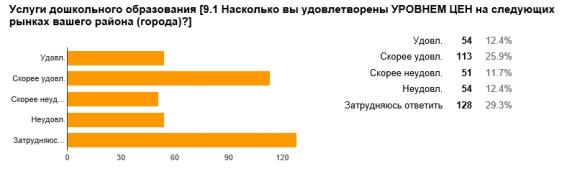 Услуги дошкольного образования [9.1 Насколько вы удовлетворены УРОВНЕМ ЦЕН на следующих
рынках вашего района (города)?]
Удовл.
Скорее удовл.
Скорее неуд...
Неудовл.
Затрудняюс...
0 30 60 90 120
Удовл. 54 12.4%
Скорее удовл. 113 25.9%
Скорее неудовл. 51 11.7%
Неудовл. 54 12.4%
Затрудняюсь ответить 128 29.3%